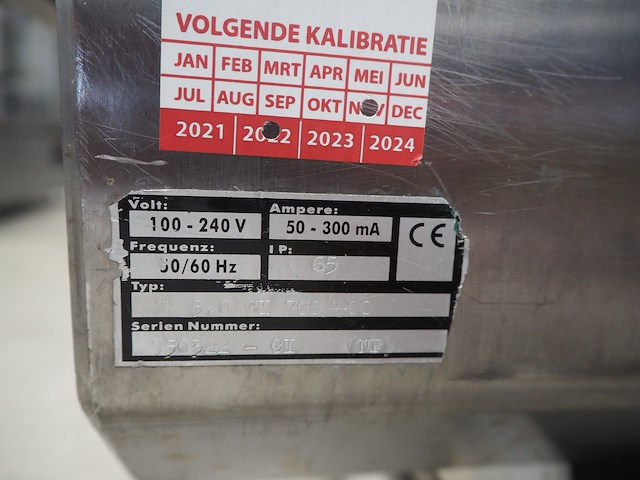 VOLGENDE KALIBRATIE
JAN FEB MRT APR MEI JUN
JUL AUG SEP OKT NOV DEC
2021 2022 2023 2024
Volt: Ampere:
100 - 240 V 50 - 300 mA CE
Frequenz: IP:
50/60 Hz 65
Typ:
Serien Nummer:
- CI